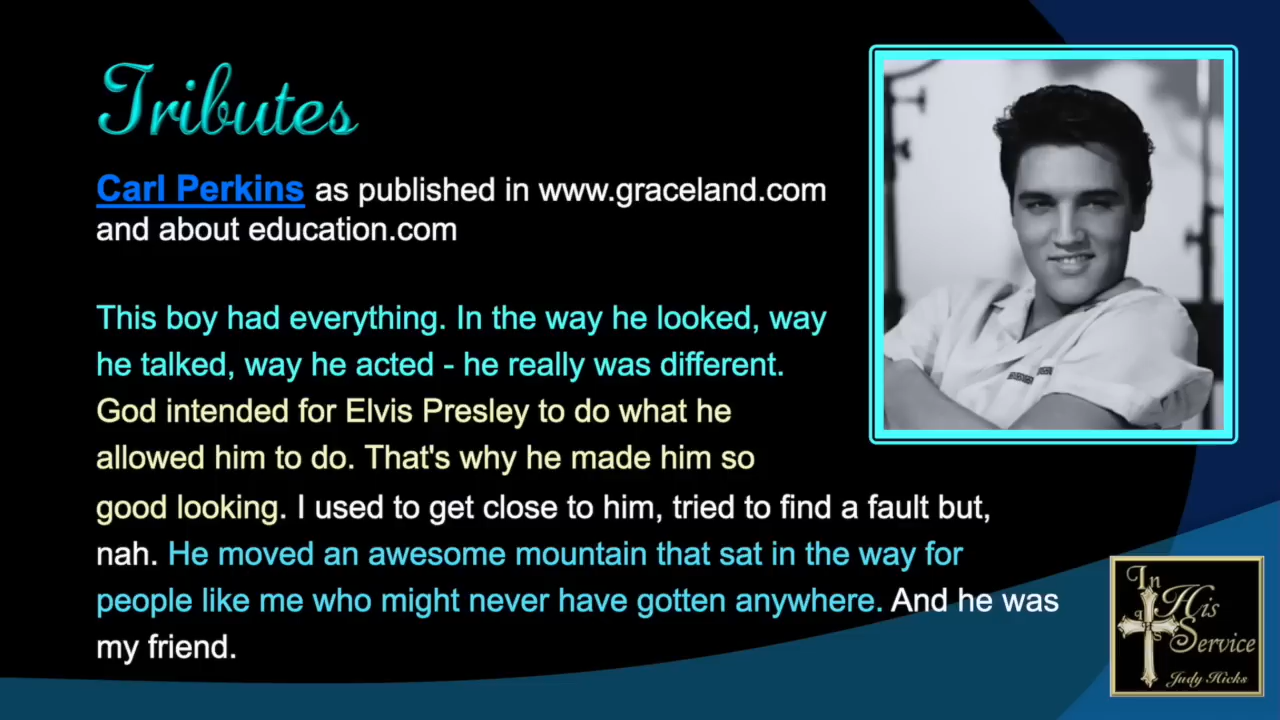 Tributes
Carl Perkins as published in www.graceland.com
and about education.com
This boy had everything. In the way he looked, way
he talked, way he acted - he really was different.
God intended for Elvis Presley to do what he
allowed him to do. That's why he made him so
good looking. I used to get close to him, tried to find a fault but,
nah. He moved an awesome mountain that sat in the way for
people like me who might never have gotten anywhere. And he was
my friend.
In
His
Service
Judy Hicks